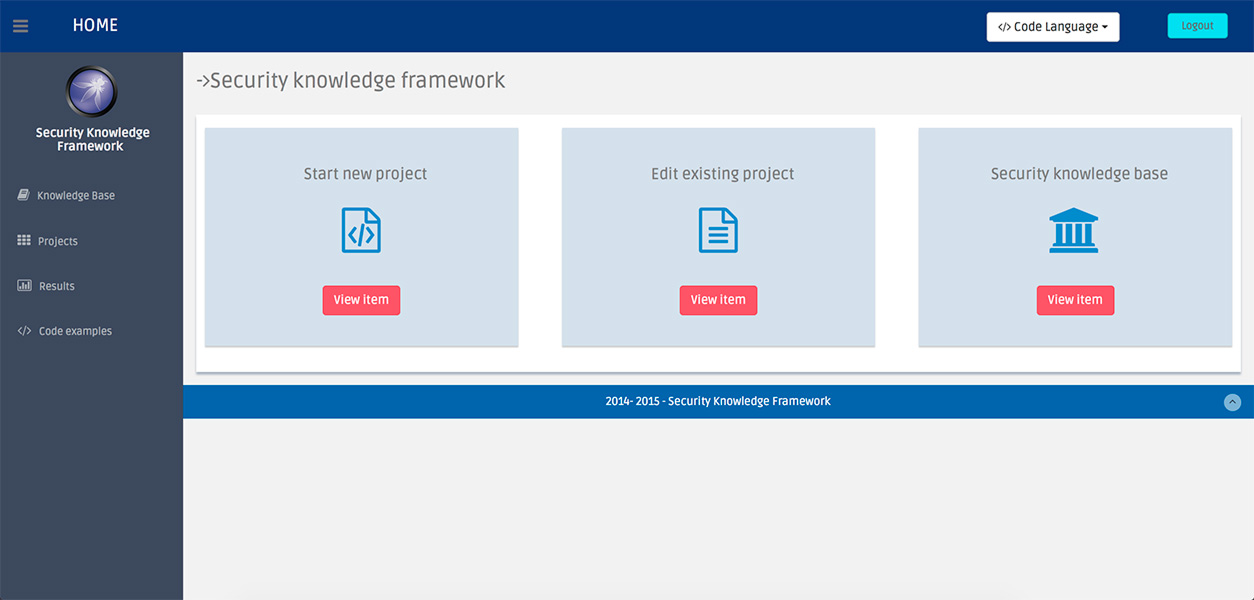 HOME
</> Code Language
Logout
Security Knowledge
Framework
Knowledge Base
Projects
Results
</> Code examples
->Security knowledge framework
Start new project
</>
View item
Edit existing project
View item
Security knowledge base
View item
2014- 2015 - Security Knowledge Framework